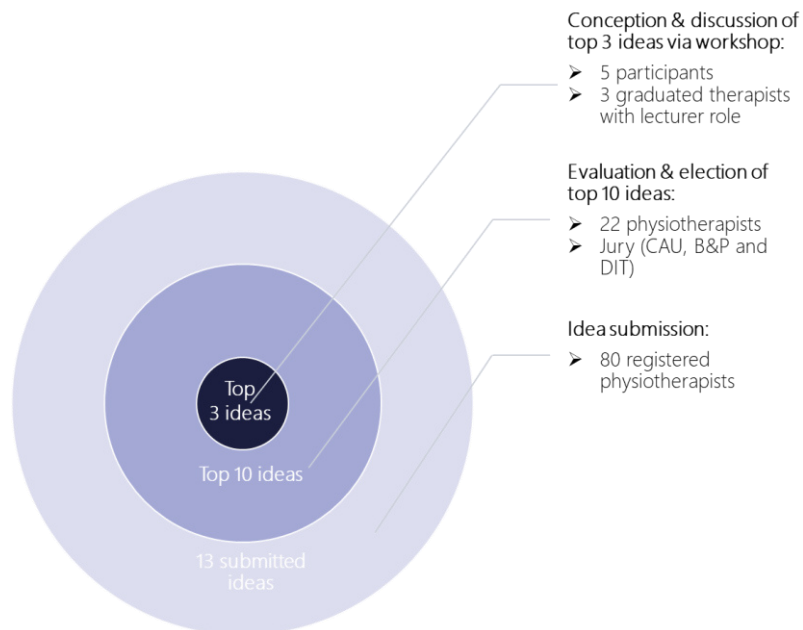 Conception & discussion of
top 3 ideas via workshop:
➤ 5 participants
➤ 3 graduated therapists
with lecturer role
Evaluation & election of
top 10 ideas:
➤ 22 physiotherapists
➤ Jury (CAU, B&P and
DIT)
Idea submission:
➤ 80 registered
physiotherapists
Top
3 ideas
Top 10 ideas
13 submitted
ideas